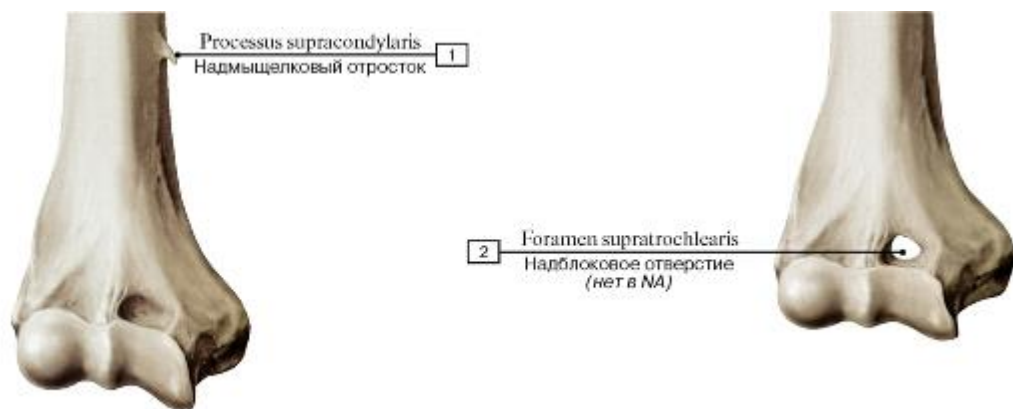 Processus supracondylaris
1
Надмыщелковый отросток
Foramen supratrochlearis
2
Надблоковое отверстие
(нет в NA)